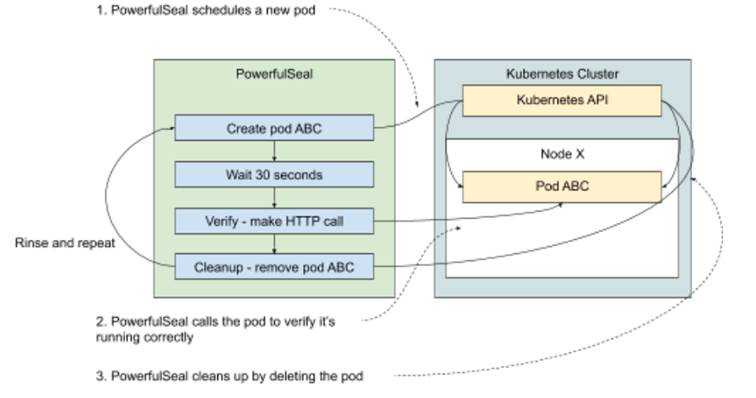 1. PowerfulSeal schedules a new pod
PowerfulSeal
Kubernetes Cluster
Kubernetes API
Create pod ABC
Node X
Wait 30 seconds
Pod ABC
Verify - make HTTP call
Rinse and repeat
Cleanup - remove pod ABC
2. PowerfulSeal calls the pod to verify it's
running correctly
3. PowerfulSeal cleans up by deleting the pod